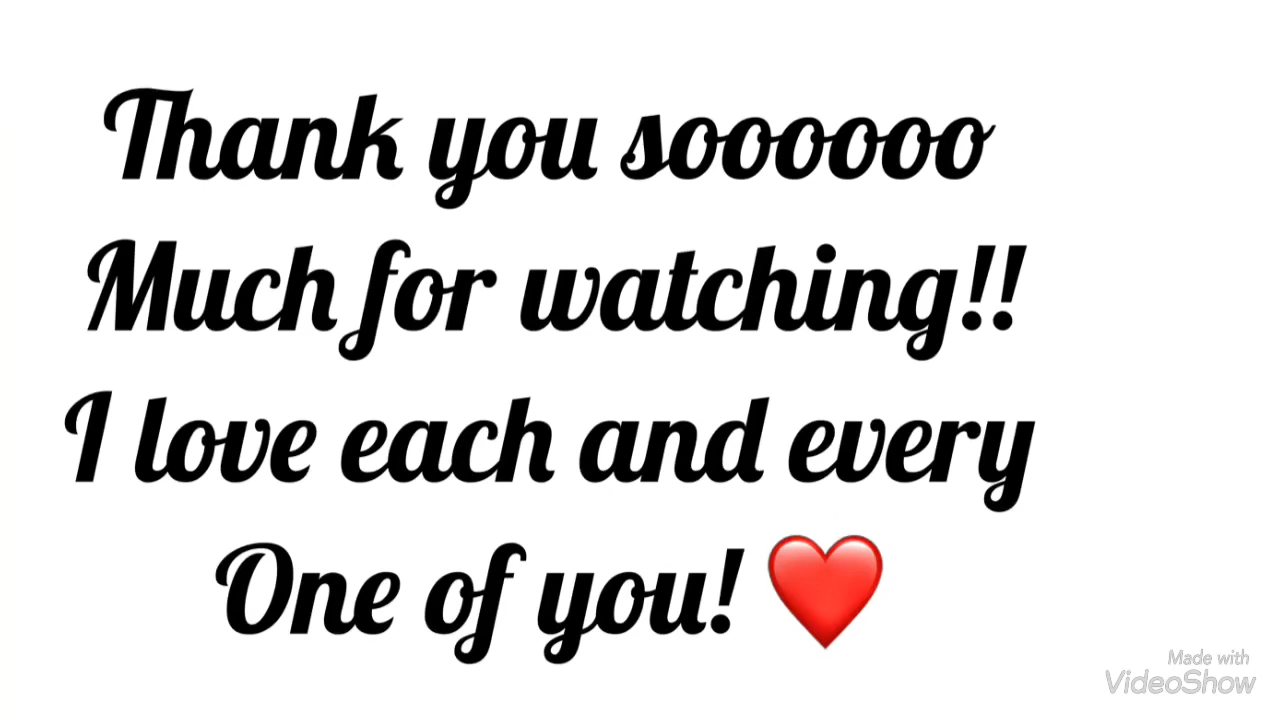 Thank you soooooo
Much for watching!!
I love each and every
One of you! ❤️
Made with
VideoShow